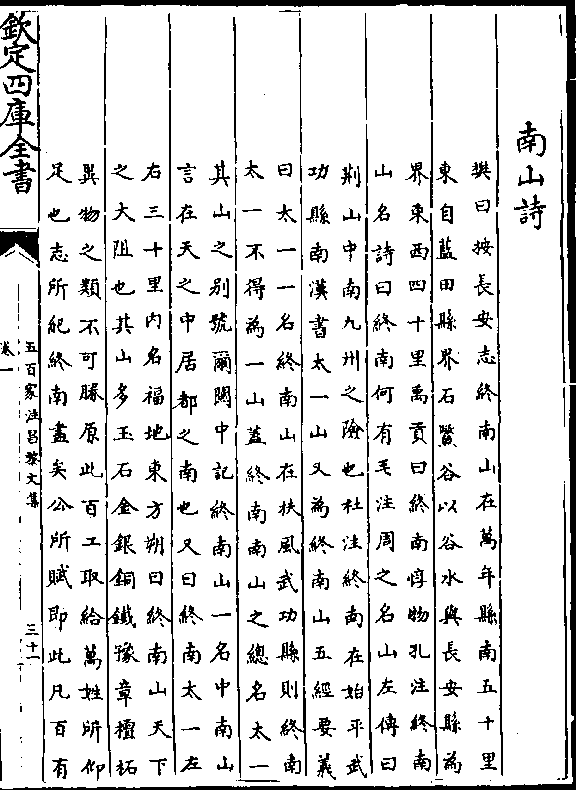 南山詩
樊曰按長安志終南山在萬年縣南五十里
東自藍田縣界石鱉谷以谷水與長安縣為
界東西四十里禹貢曰終南惇物孔注終南
山名詩曰終南何有毛注周之名山左傳曰
荆山中南九州之險也杜注終南在始平武
功縣南漢書太一山又為終南山五經要義
曰太一一名終南山在扶風武功縣則終南
太一不得為一山蓋終南南山之總名太一
其山之别號爾闗中記終南山一名中南山
言在天之中居都之南也又曰終南太一左
右三十里内名福地東方朔曰終南山天下
之大阻也其山多玉石金銀銅鐵豫章檀柘
異物之類不可勝原此百工取給萬姓所仰
足也志所紀終南盡矣公所賦即此凡百有
欽定四庫全書
五百家注昌黎文集
卷一
三十一